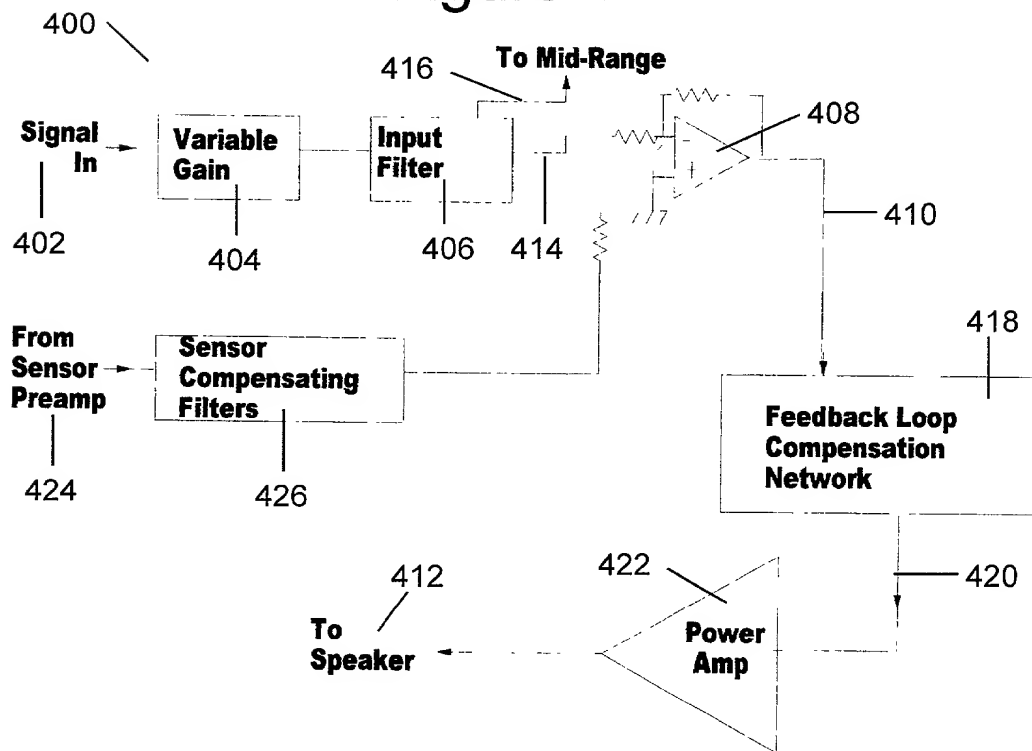 400
To Mid-Range
416
408
Signal
In
Variable
Gain
Input
Filter
-
+
402
404
406
414
410
418
From
Sensor
Preamp
Sensor
Compensating
Filters
Feedback Loop
Compensation
Network
424
426
412
422
420
To
Speaker
Power
Amp